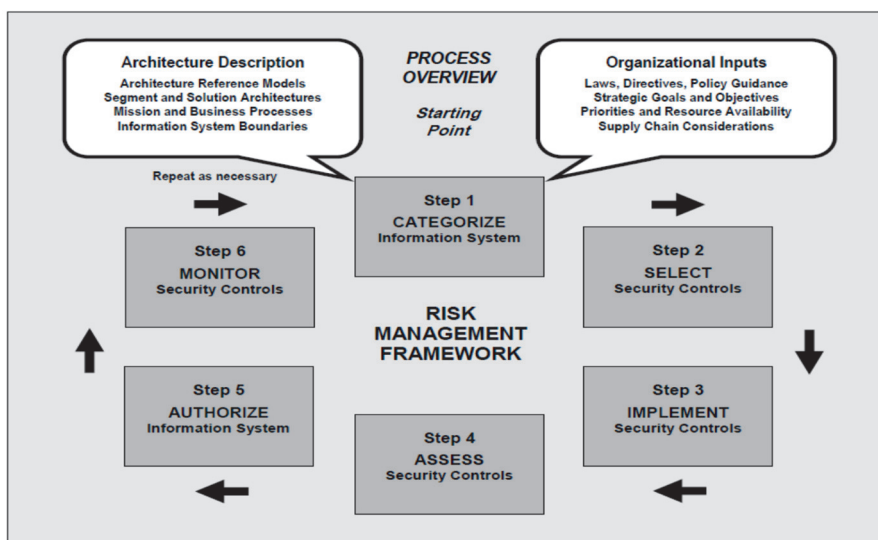 Architecture Description
Architecture Reference Models
Segment and Solution Architectures
Mission and Business Processes
Information System Boundaries
PROCESS
OVERVIEW
Starting
Point
Organizational Inputs
Laws, Directives, Policy Guidance
Strategic Goals and Objectives
Priorities and Resource Availability
Supply Chain Considerations
Repeat as necessary
Step 1
CATEGORIZE
Information System
Step 2
SELECT
Security Controls
Step 3
IMPLEMENT
Security Controls
Step 4
ASSESS
Security Controls
Step 5
AUTHORIZE
Information System
Step 6
MONITOR
Security Controls
RISK
MANAGEMENT
FRAMEWORK